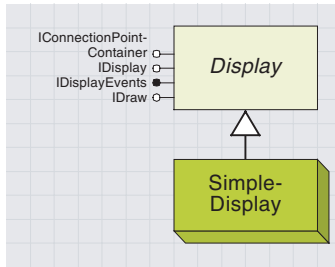 IConnectionPoint-
Container
IDisplay
IDisplayEvents
IDraw
Display
Simple-
Display